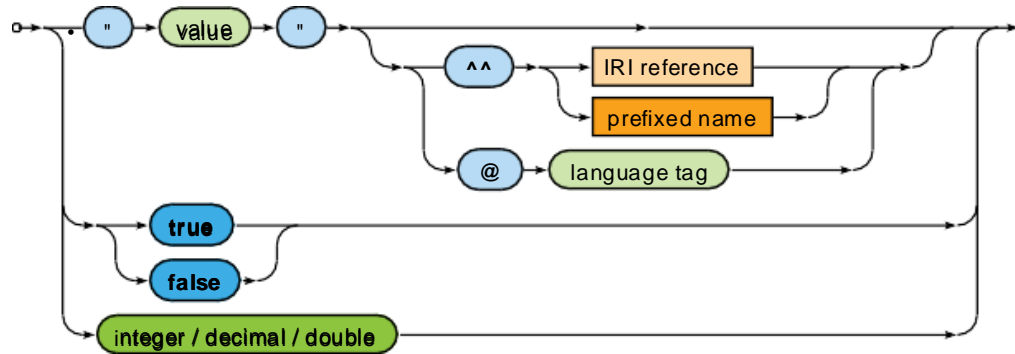 " value "
^^ IRI reference
prefixed name
@ language tag
true
false
integer / decimal / double